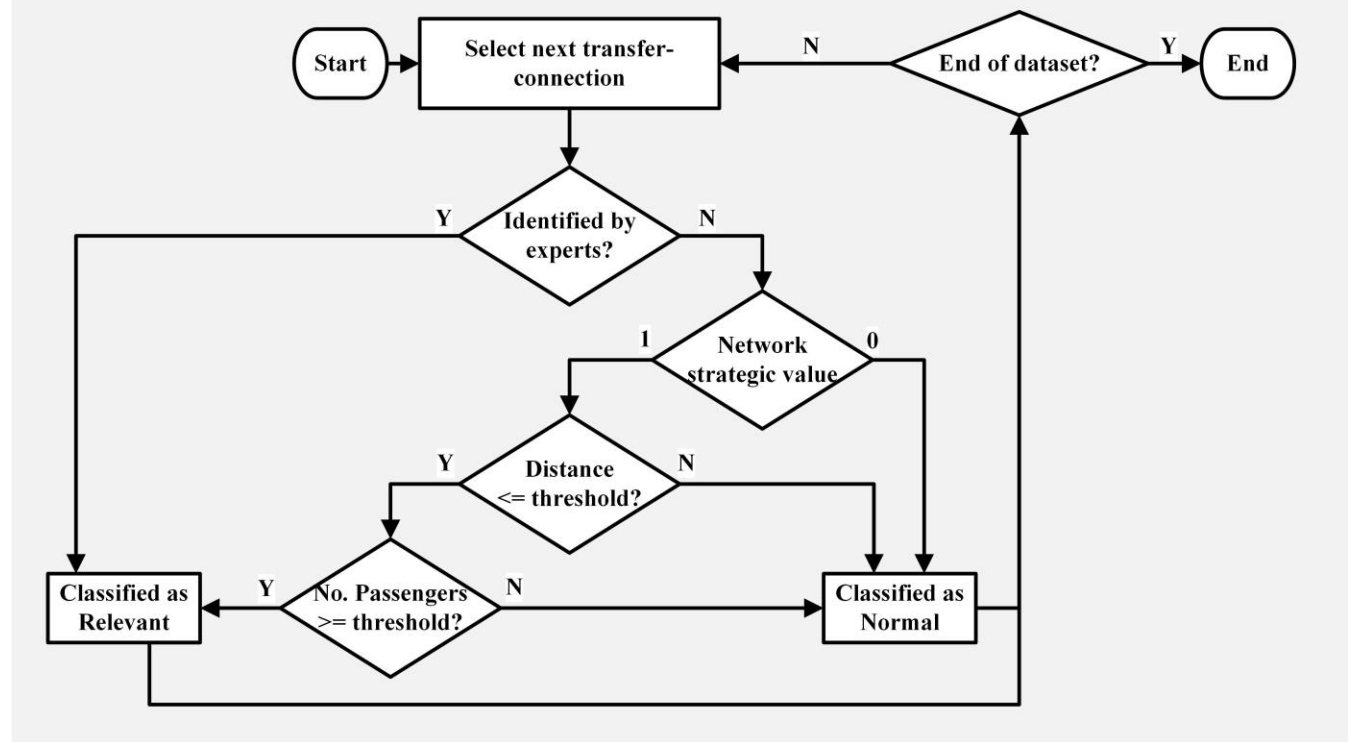 Start
Select next transfer-
connection
N
End of dataset?
Y
End
Y
Identified by
experts?
N
1
Network
strategic value
0
Y
Distance
<= threshold?
N
Classified as
Relevant
Y
No. Passengers
>= threshold?
N
Classified as
Normal